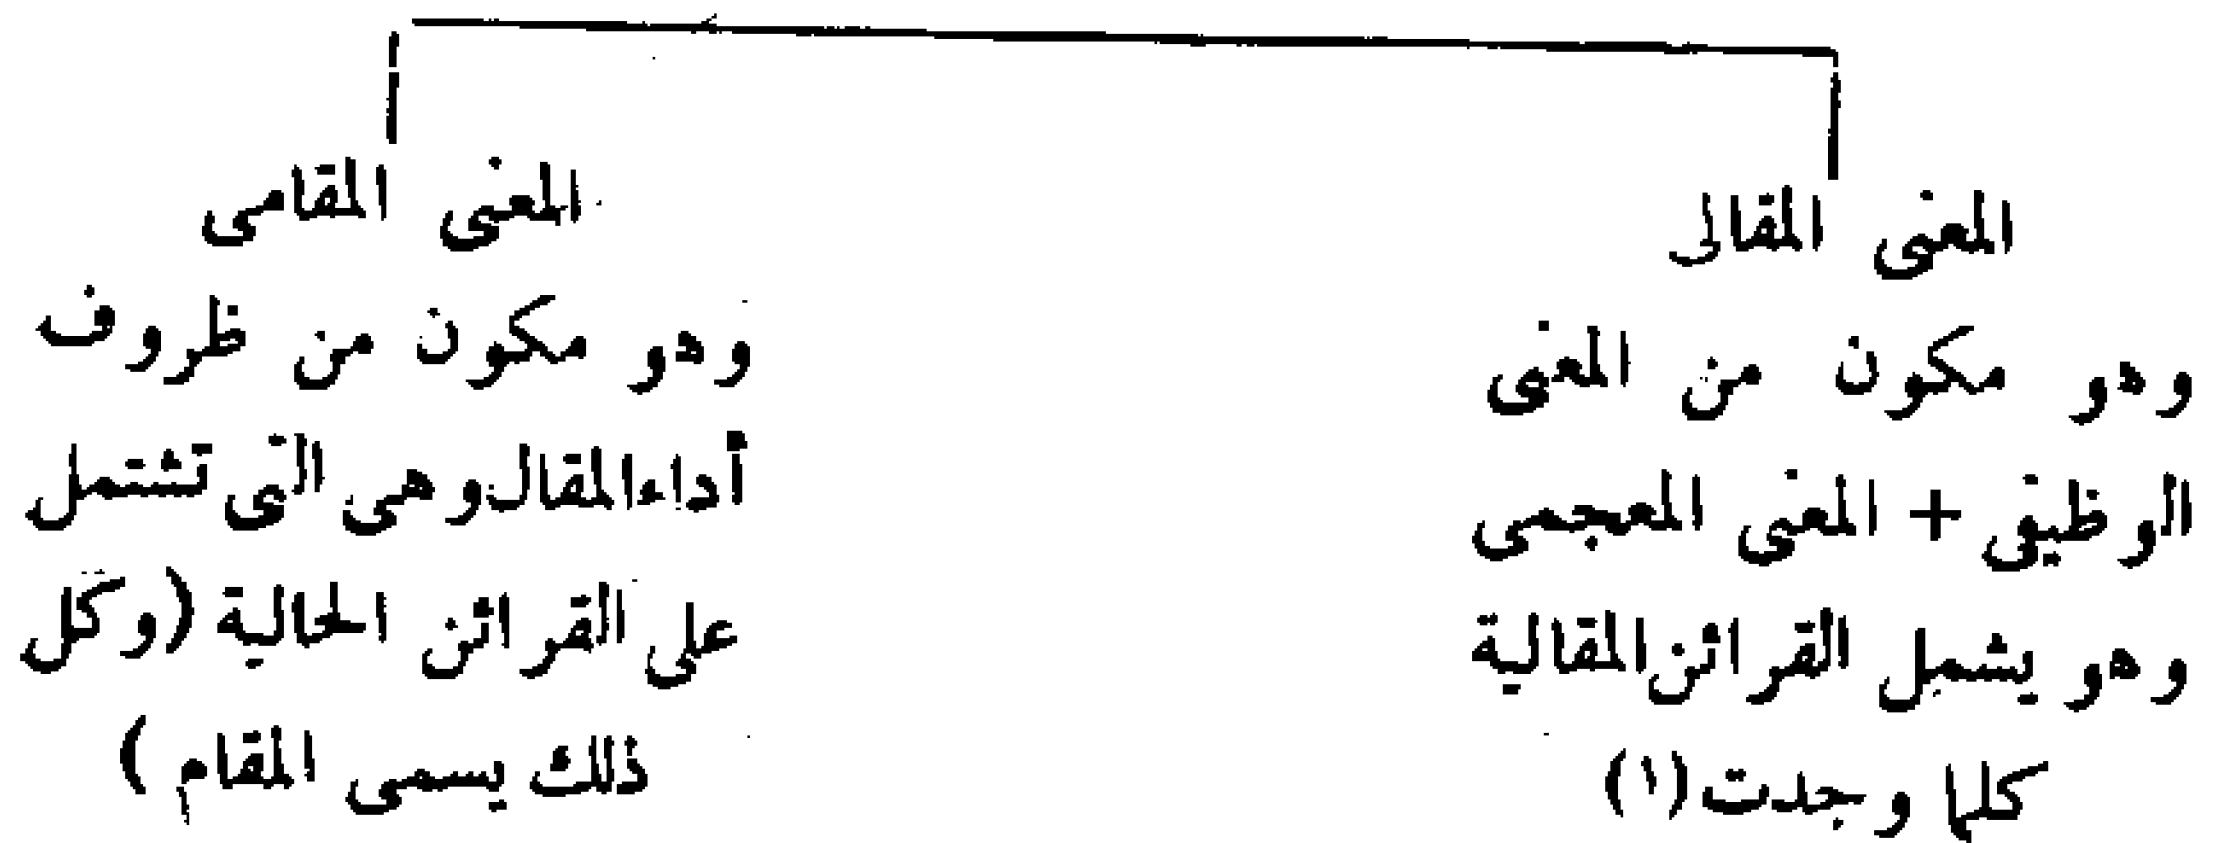 المعنى المقالى
وهو مكون من المعنى
الوظيفى + المعنى المعجمى
وهو يشمل القرائن المقالية
كلما وجدت (١)
المعنى المقامى
وهو مكون من ظروف
أداء المقال وهى التى تشتمل
على القرائن الحالية (وكل
ذلك يسمى المقام)